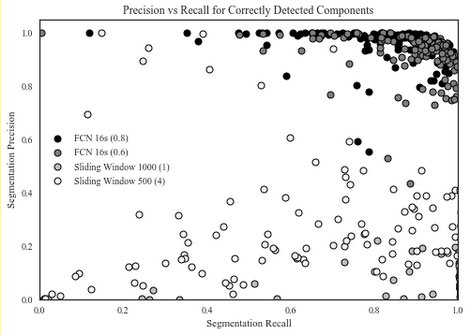 Precision vs Recall for Correctly Detected Components
1.0
0.8
0.6
0.4
0.2
0.0
Segmentation Precision
FCN 16s (0.8)
FCN 16s (0.6)
Sliding Window 1000 (1)
Sliding Window 500 (4)
0.0 0.2 0.4 0.6 0.8 1.0
Segmentation Recall